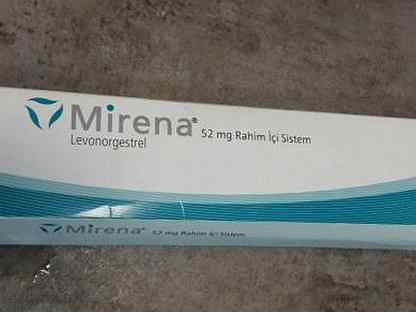 Mirena® 52 mg Rahim İçi Sistem
Levonorgestrel
Mirena® 52 mg Rahim İçi Sistem